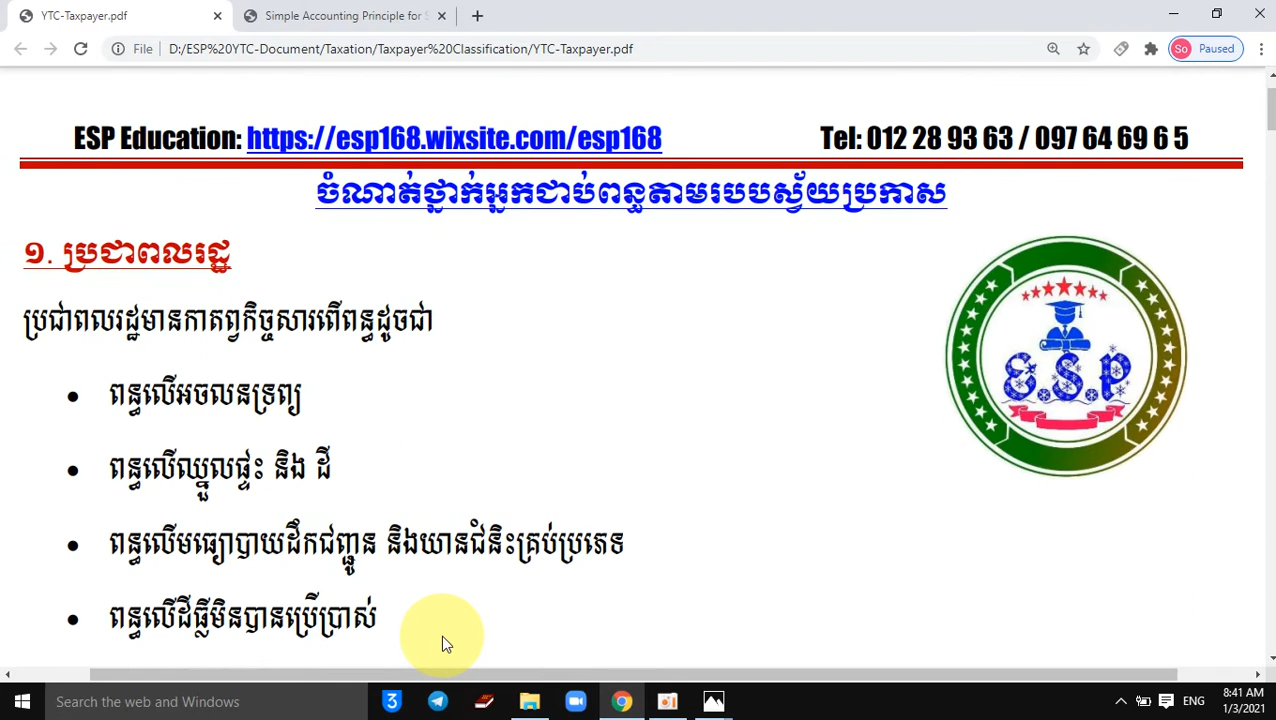 YTC-Taxpayer.pdf
Simple Accounting Principle for S
File D:/ESP%20YTC-Document/Taxation/Taxpayer%20Classification/YTC-Taxpayer.pdf
So Paused
ESP Education: https://esp168.wixsite.com/esp168 Tel: 012 28 93 63 / 097 64 69 6 5
ចំណាត់ថ្នាក់អ្នកជាប់ពន្ធតាមរបបស្វ័យប្រកាស
១. ប្រជាពលរដ្ឋ
ប្រជាពលរដ្ឋមានកាតព្វកិច្ចសារពើពន្ធដូចជា
• ពន្ធលើអចលនទ្រព្យ
• ពន្ធលើឈ្នួលផ្ទះ និង ដី
• ពន្ធលើមធ្យោបាយដឹកជញ្ជូន និងយានជំនិះគ្រប់ប្រភេទ
• ពន្ធលើដីធ្លីមិនបានប្រើប្រាស់
E.S.P
Search the web and Windows
ENG
8:41 AM
1/3/2021